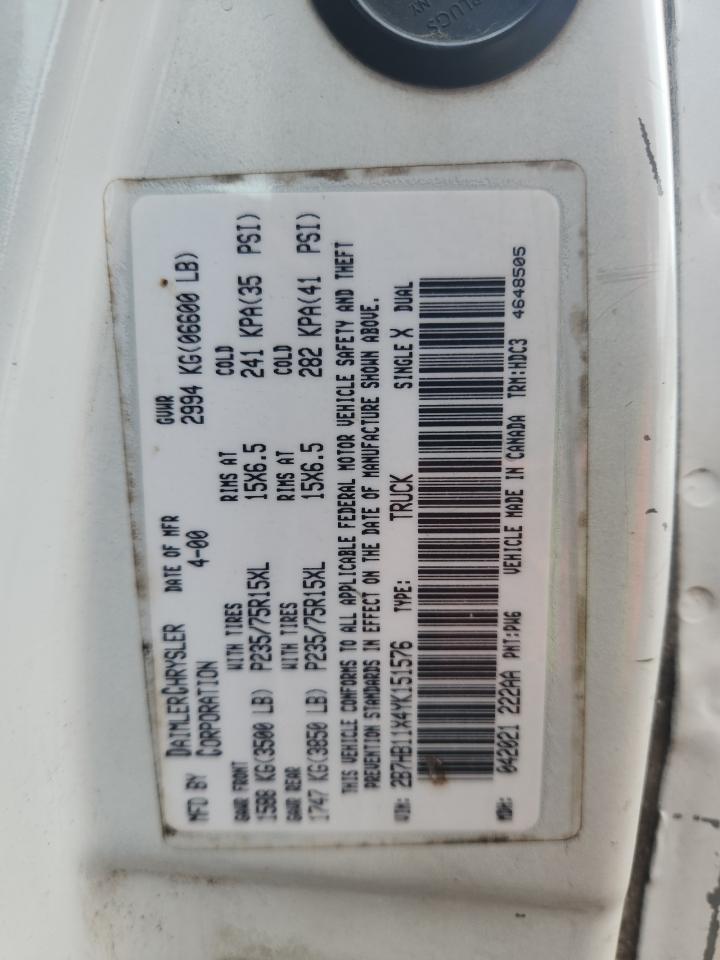 PLUGS
NY
MFD BY DAIMLERCHRYSLER CORPORATION DATE OF MFR 4-00 GVWR 2994 KG(06600 LB)
GAWR FRONT WITH TIRES RIMS AT COLD
1588 KG(3500 LB) P235/75R15XL 15X6.5 241 KPA(35 PSI)
GAWR REAR WITH TIRES RIMS AT COLD
1747 KG(3850 LB) P235/75R15XL 15X6.5 282 KPA(41 PSI)
THIS VEHICLE CONFORMS TO ALL APPLICABLE FEDERAL MOTOR VEHICLE SAFETY AND THEFT
PREVENTION STANDARDS IN EFFECT ON THE DATE OF MANUFACTURE SHOWN ABOVE.
VIN: 2B7HB11X4YK151576 TYPE: TRUCK SINGLE X DUAL
MDH: 042021 222AA PNT:PW6 VEHICLE MADE IN CANADA TRM:HDC3 4648505